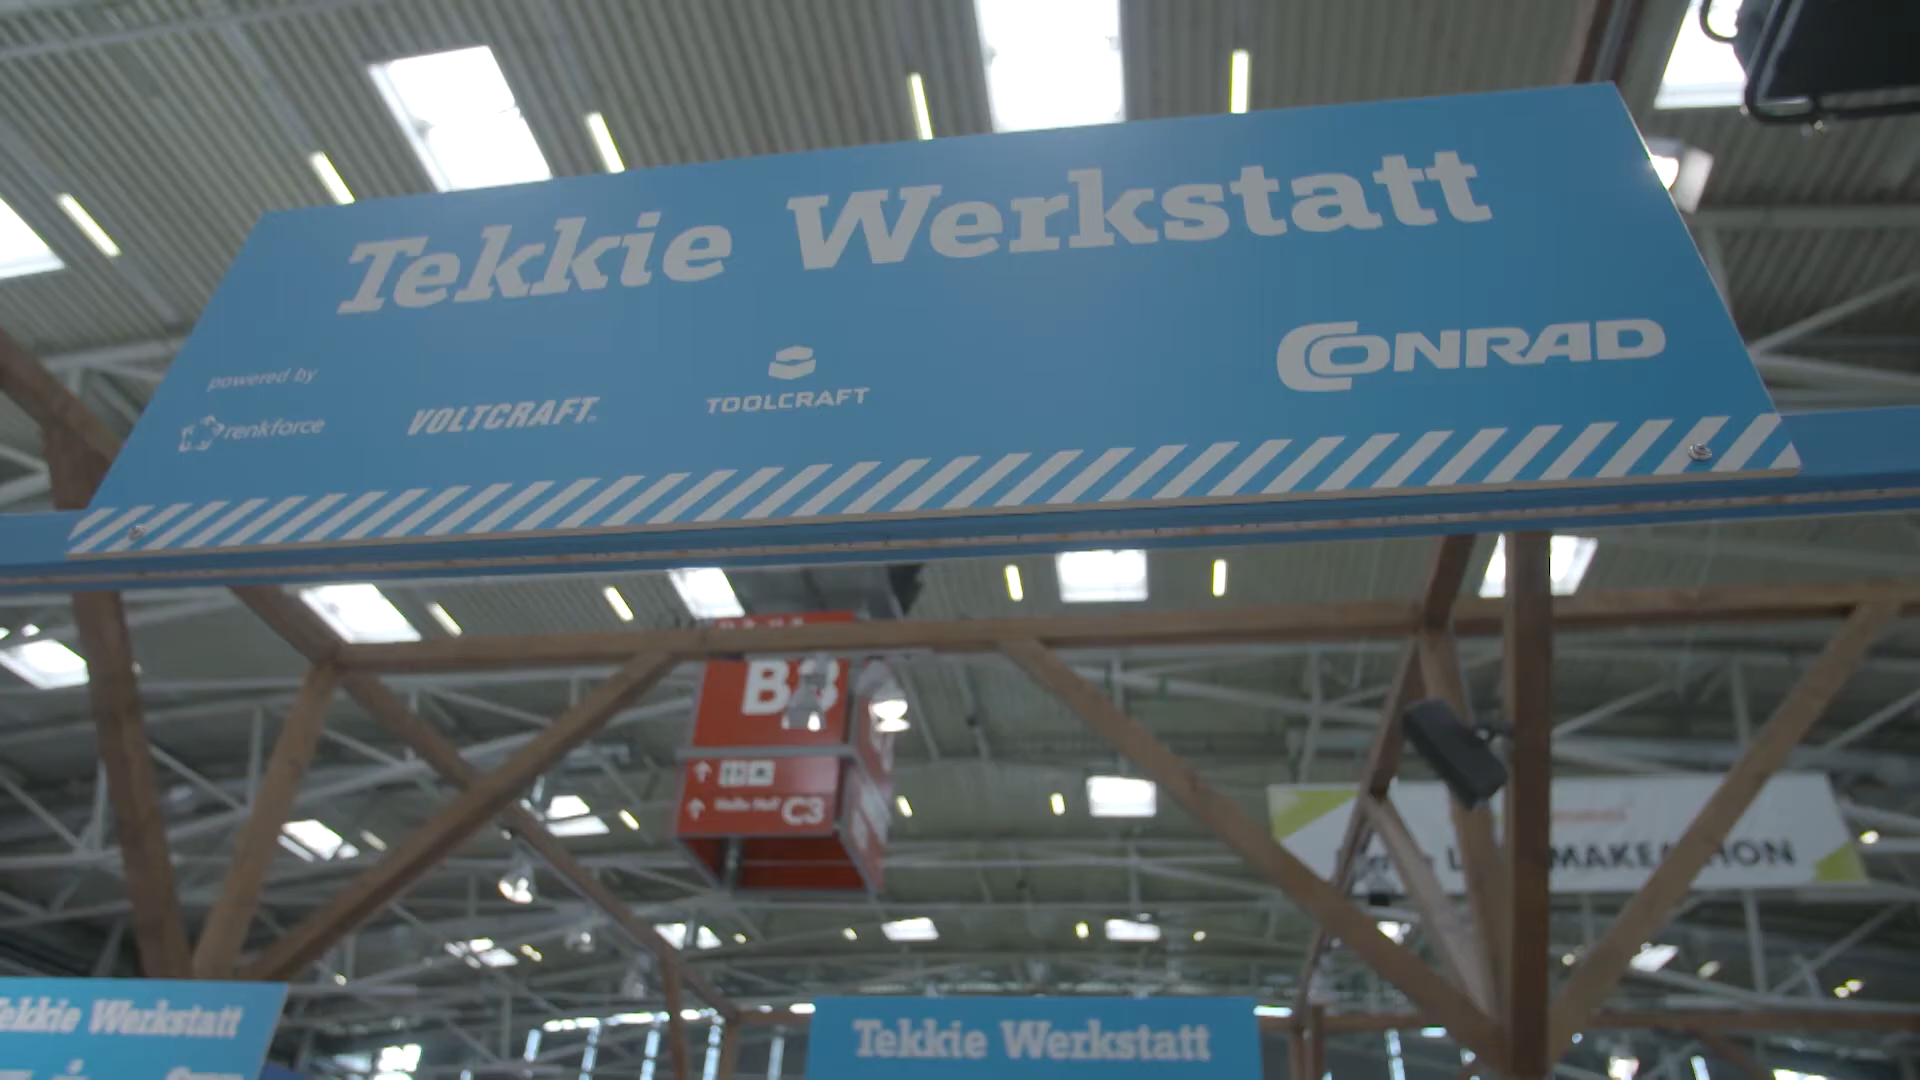 Tekkie Werkstatt
powered by
renkforce
VOLTCRAFT
TOOLCRAFT
CONRAD
B3
C3
Tekkie Werkstatt
Tekkie Werkstatt